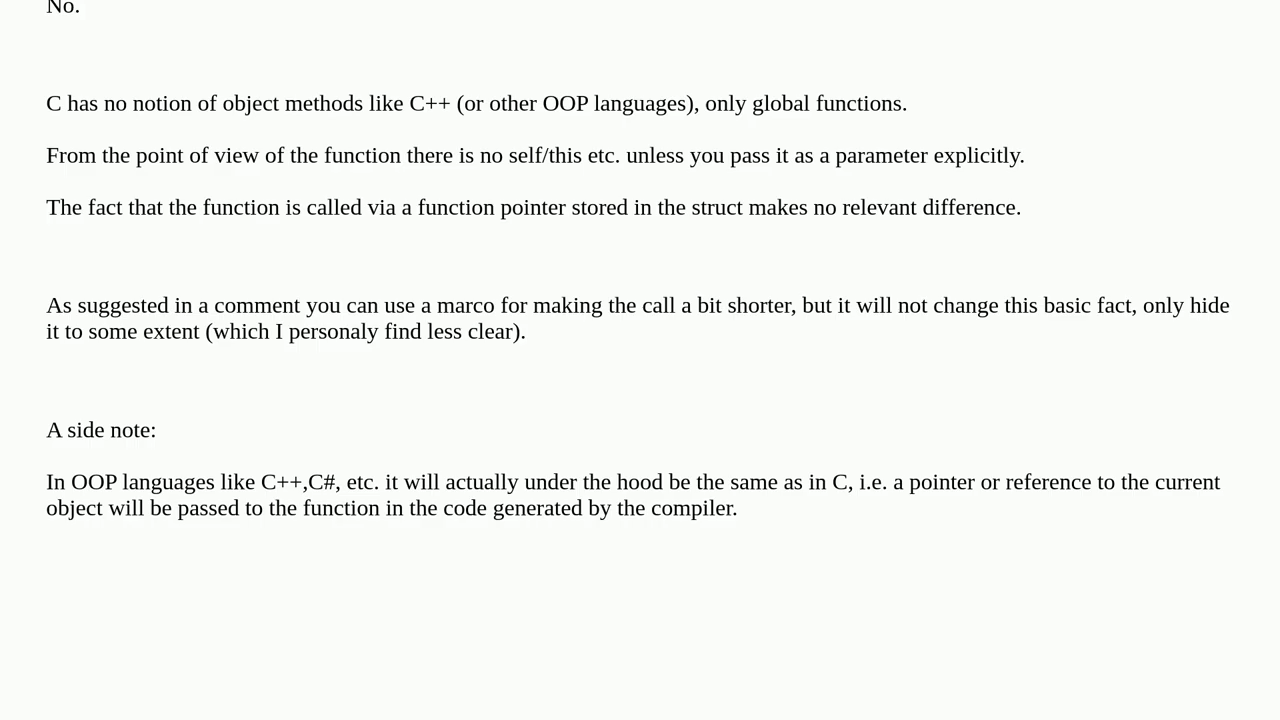 No.
C has no notion of object methods like C++ (or other OOP languages), only global functions.
From the point of view of the function there is no self/this etc. unless you pass it as a parameter explicitly.
The fact that the function is called via a function pointer stored in the struct makes no relevant difference.
As suggested in a comment you can use a marco for making the call a bit shorter, but it will not change this basic fact, only hide
it to some extent (which I personaly find less clear).
A side note:
In OOP languages like C++,C#, etc. it will actually under the hood be the same as in C, i.e. a pointer or reference to the current
object will be passed to the function in the code generated by the compiler.